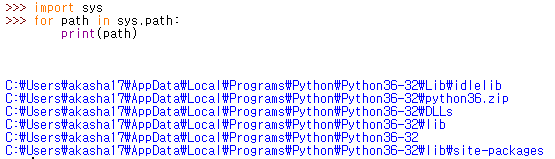 >>> import sys
>>> for path in sys.path:
        print(path)
C:₩Users₩akasha17₩AppData₩Local₩Programs₩Python₩Python36-32₩Lib₩idlelib
C:₩Users₩akasha17₩AppData₩Local₩Programs₩Python₩Python36-32₩python36.zip
C:₩Users₩akasha17₩AppData₩Local₩Programs₩Python₩Python36-32₩DLLs
C:₩Users₩akasha17₩AppData₩Local₩Programs₩Python₩Python36-32₩lib
C:₩Users₩akasha17₩AppData₩Local₩Programs₩Python₩Python36-32
C:₩Users₩akasha17₩AppData₩Local₩Programs₩Python₩Python36-32₩lib₩site-packages